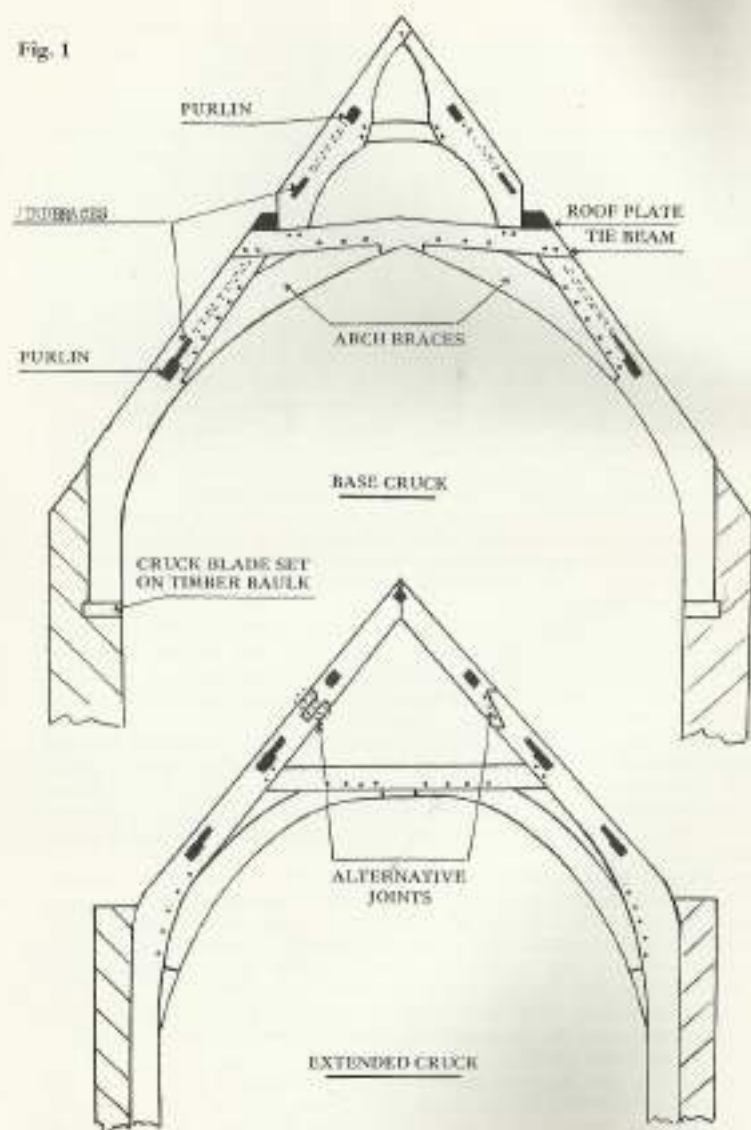 Fig. 1
PURLIN
ROOF PLATE
TIE BEAM
ARCH BRACES
PURLIN
BASE CRUCK
CRUCK BLADE SET
ON TIMBER BAULK
ALTERNATIVE
JOINTS
EXTENDED CRUCK